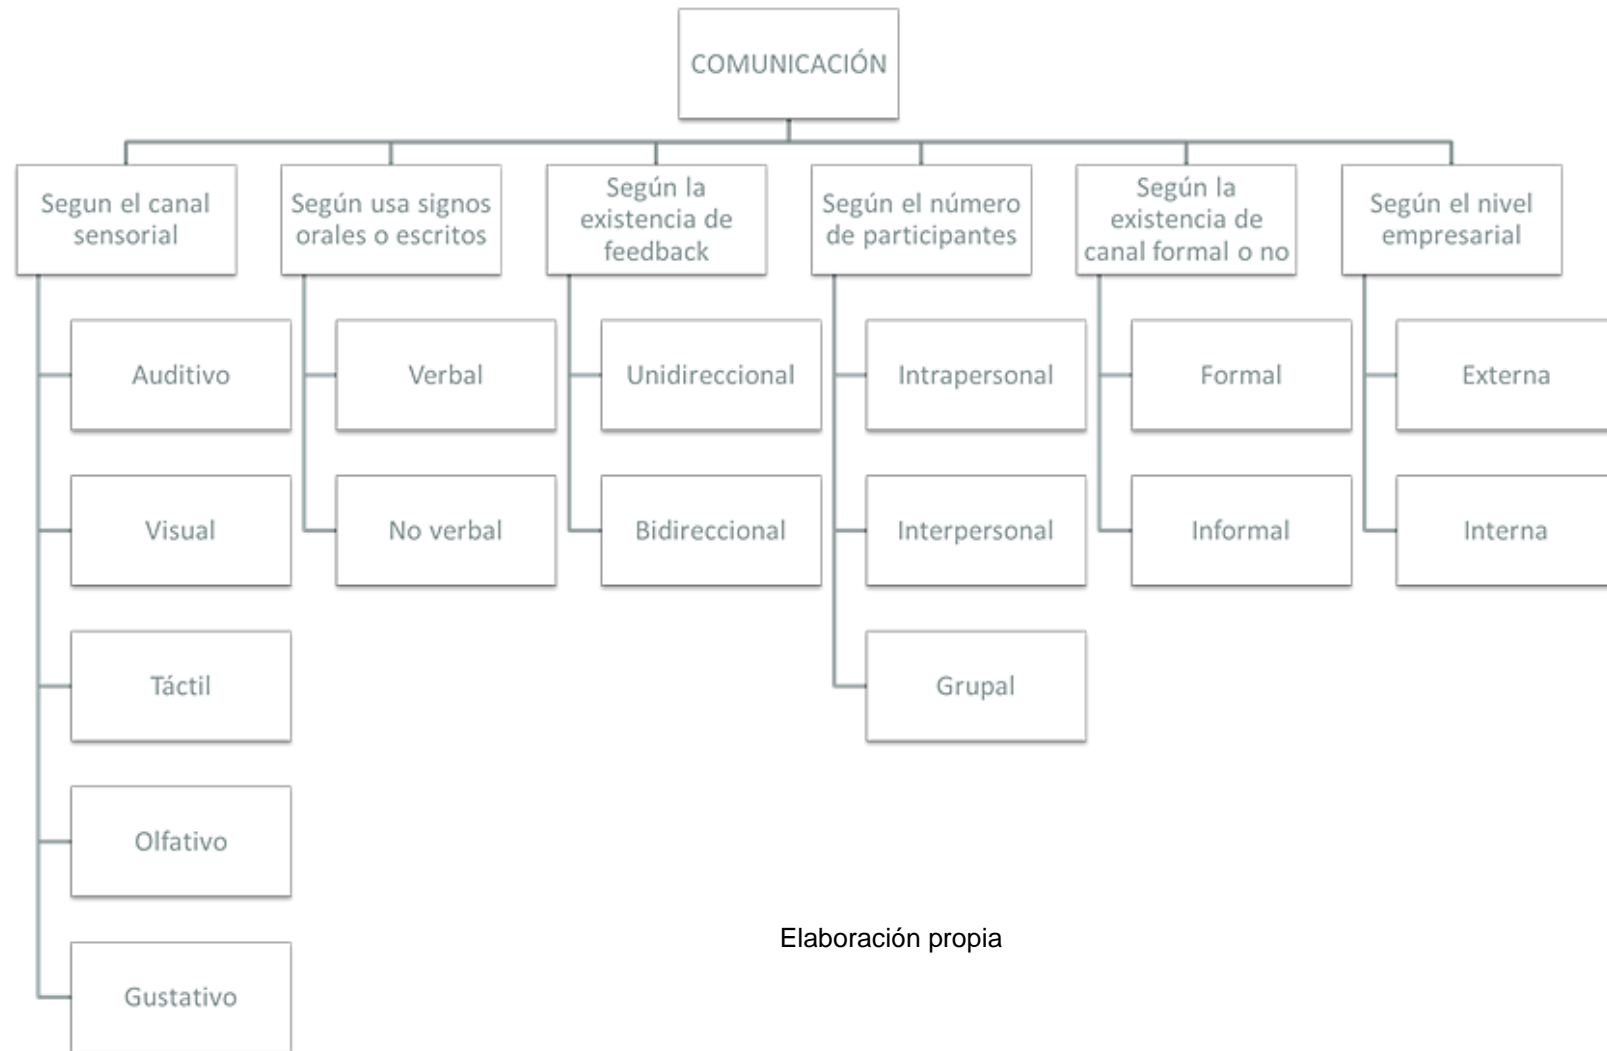 COMUNICACIÓN
Segun el canal
sensorial
Según usa signos
orales o escritos
Según la
existencia de
feedback
Según el número
de participantes
Según la
existencia de
canal formal o no
Según el nivel
empresarial
Auditivo
Visual
Táctil
Olfativo
Gustativo
Verbal
No verbal
Unidireccional
Bidireccional
Intrapersonal
Interpersonal
Grupal
Formal
Informal
Externa
Interna
Elaboración propia